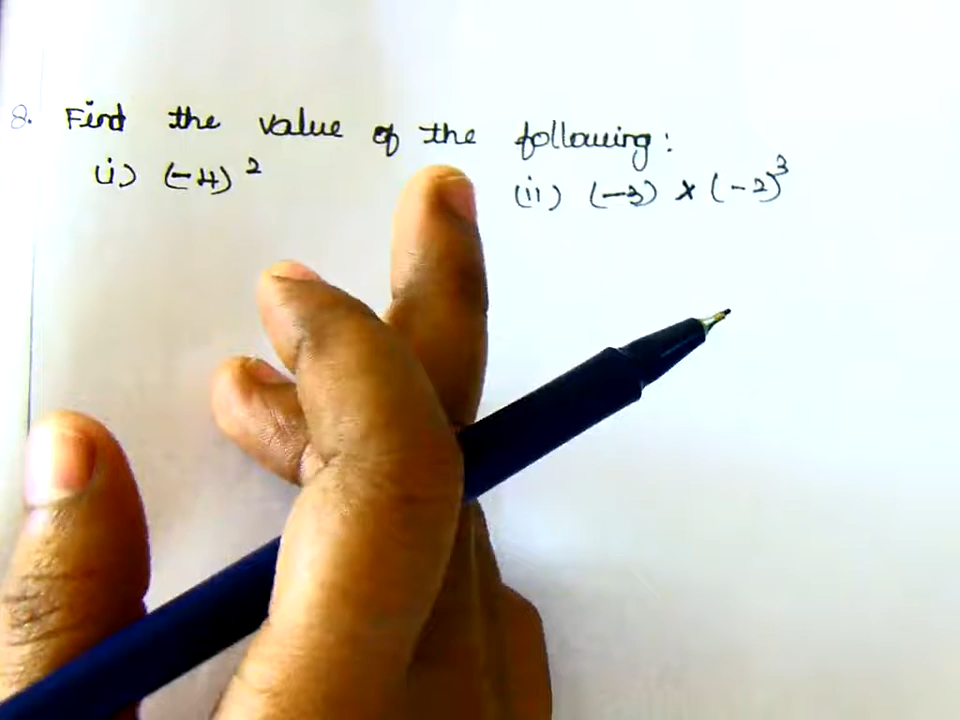 8. Find the value of the following:
(i) (-4)² (ii) (-3) × (-2)³